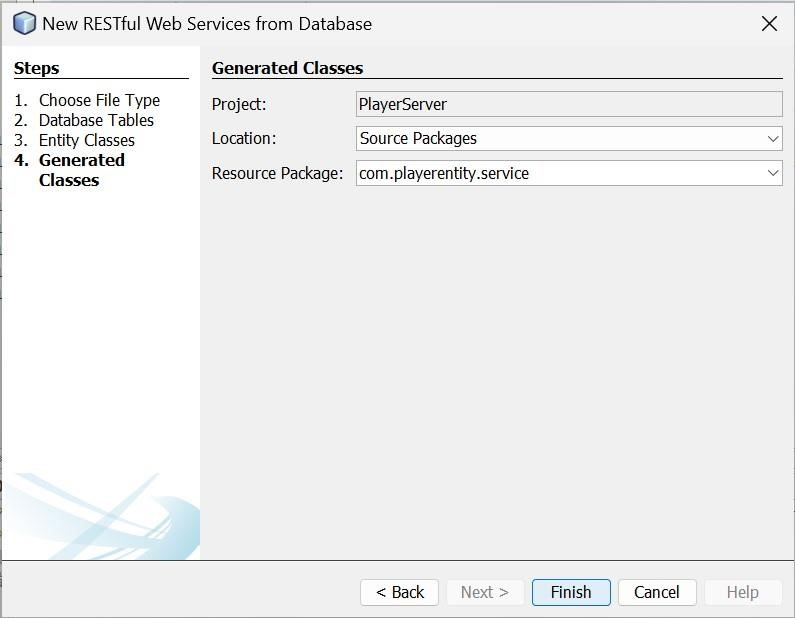 New RESTful Web Services from Database
Steps
1. Choose File Type
2. Database Tables
3. Entity Classes
4. Generated
Classes
Generated Classes
Project: PlayerServer
Location: Source Packages
Resource Package: com.playerentity.service
< Back Next > Finish Cancel Help